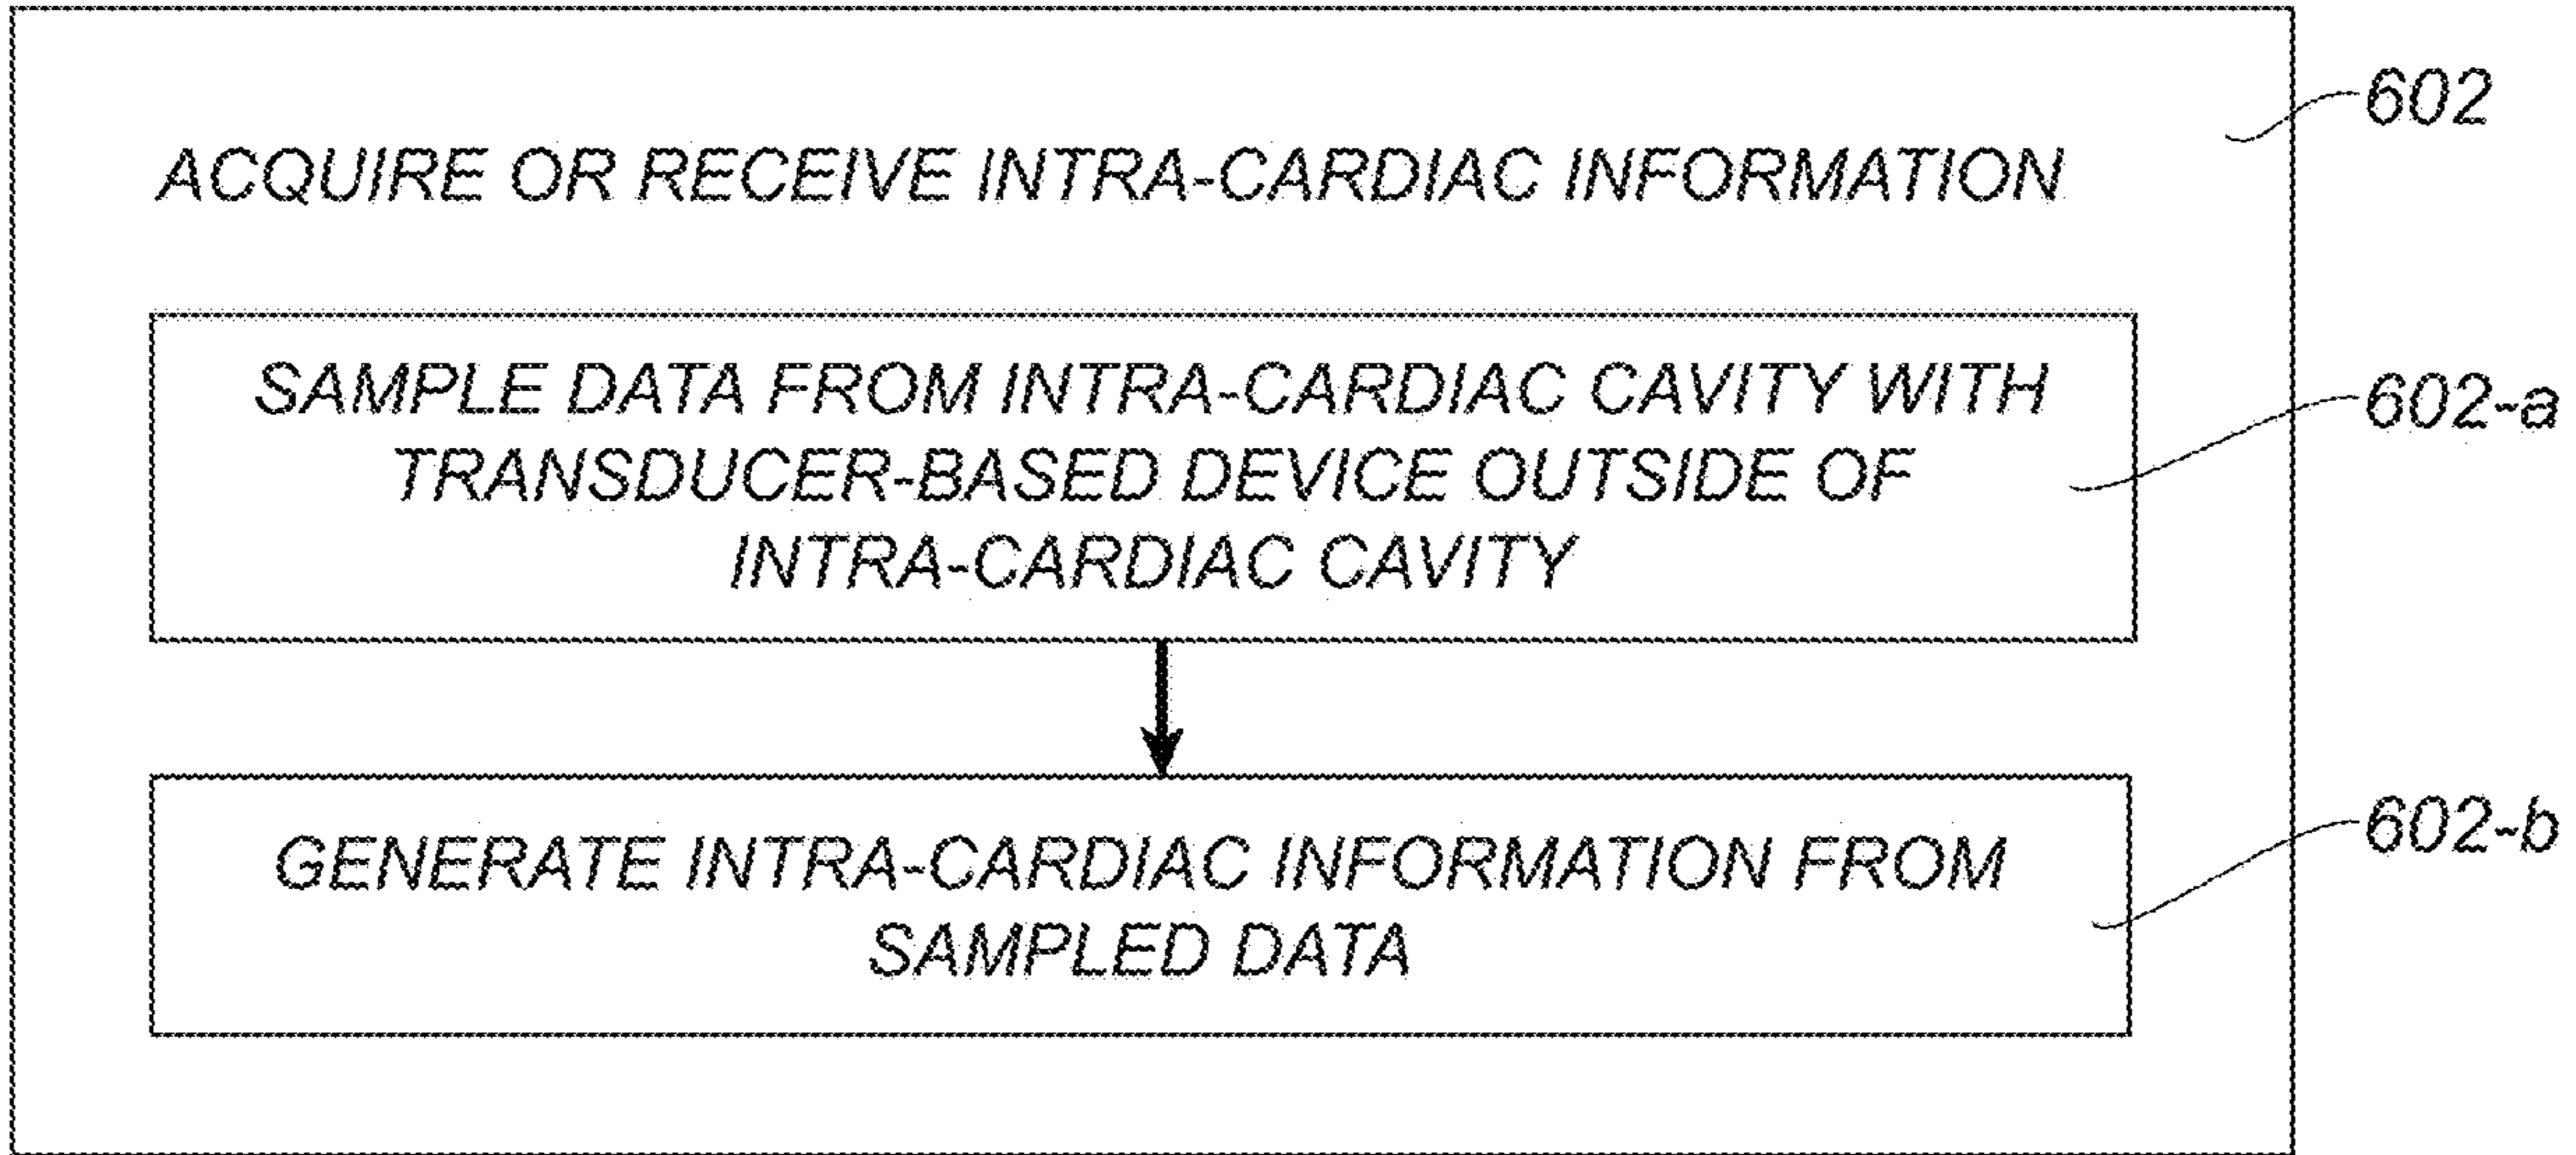 602
ACQUIRE OR RECEIVE INTRA-CARDIAC INFORMATION
SAMPLE DATA FROM INTRA-CARDIAC CAVITY WITH
TRANSDUCER-BASED DEVICE OUTSIDE OF
INTRA-CARDIAC CAVITY
602-a
GENERATE INTRA-CARDIAC INFORMATION FROM
SAMPLED DATA
602-b